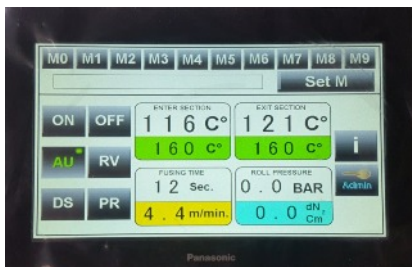 M0 M1 M2 M3 M4 M5 M6 M7 M8 M9
Set M
ON OFF
AU RV
DS PR
ENTER SECTION
116 C°
160 C°
EXIT SECTION
121 C°
160 C°
FUSING TIME
12 Sec.
4.4 m/min.
ROLL PRESSURE
0.0 BAR
0.0 dN/Cm
i
Admin
Panasonic